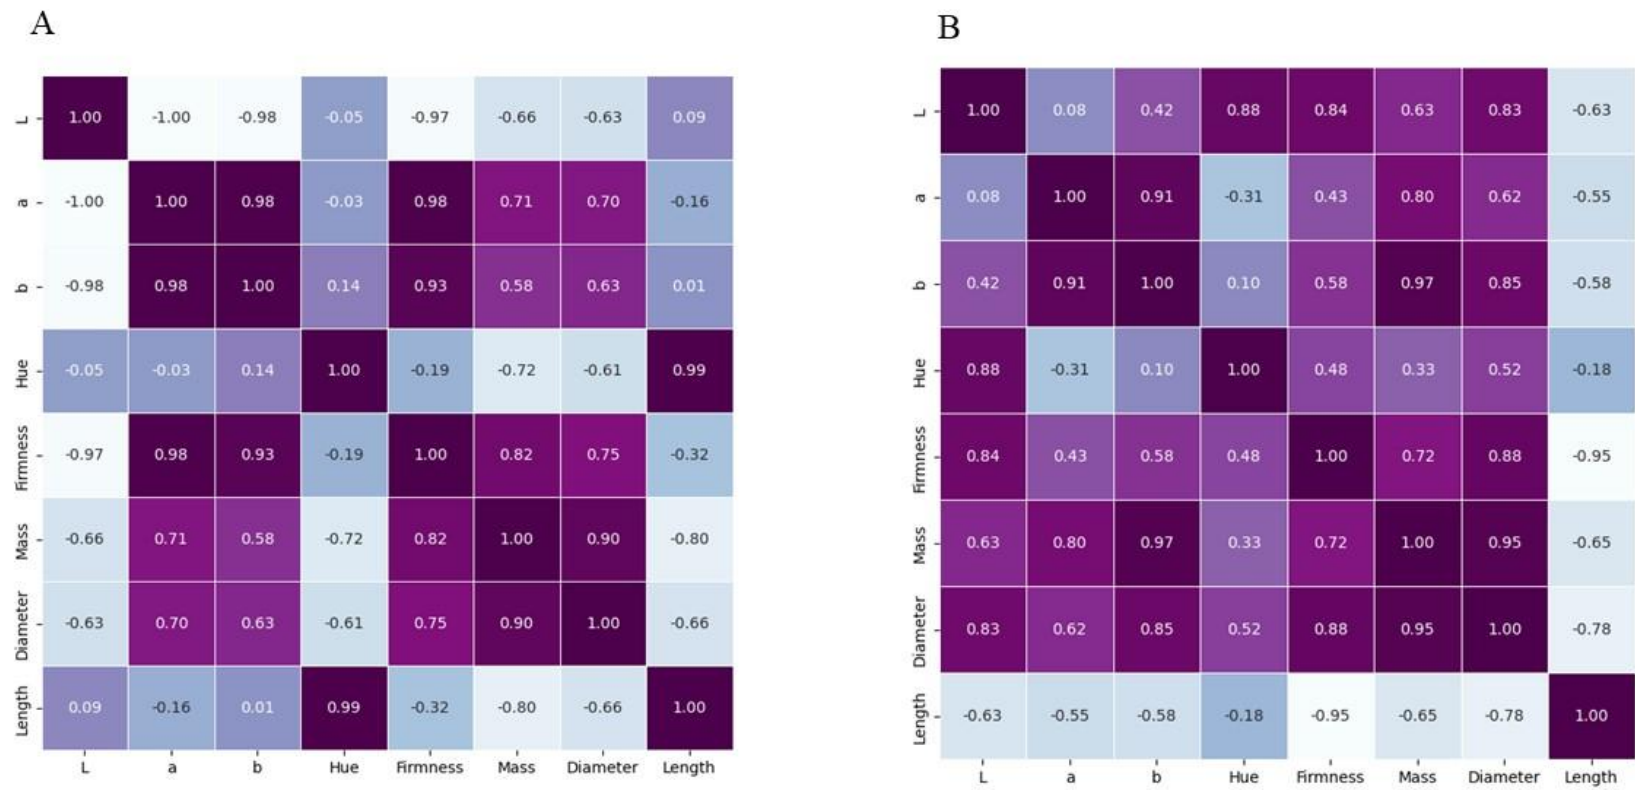 A
L 1.00 -1.00 -0.98 -0.05 -0.97 -0.66 -0.63 0.09
a -1.00 1.00 0.98 -0.03 0.98 0.71 0.70 -0.16
b -0.98 0.98 1.00 0.14 0.93 0.58 0.63 0.01
Hue -0.05 -0.03 0.14 1.00 -0.19 -0.72 -0.61 0.99
Firmness -0.97 0.98 0.93 -0.19 1.00 0.82 0.75 -0.32
Mass -0.66 0.71 0.58 -0.72 0.82 1.00 0.90 -0.80
Diameter -0.63 0.70 0.63 -0.61 0.75 0.90 1.00 -0.66
Length 0.09 -0.16 0.01 0.99 -0.32 -0.80 -0.66 1.00
L a b Hue Firmness Mass Diameter Length
B
L 1.00 0.08 0.42 0.88 0.84 0.63 0.83 -0.63
a 0.08 1.00 0.91 -0.31 0.43 0.80 0.62 -0.55
b 0.42 0.91 1.00 0.10 0.58 0.97 0.85 -0.58
Hue 0.88 -0.31 0.10 1.00 0.48 0.33 0.52 -0.18
Firmness 0.84 0.43 0.58 0.48 1.00 0.72 0.88 -0.95
Mass 0.63 0.80 0.97 0.33 0.72 1.00 0.95 -0.65
Diameter 0.83 0.62 0.85 0.52 0.88 0.95 1.00 -0.78
Length -0.63 -0.55 -0.58 -0.18 -0.95 -0.65 -0.78 1.00
L a b Hue Firmness Mass Diameter Length